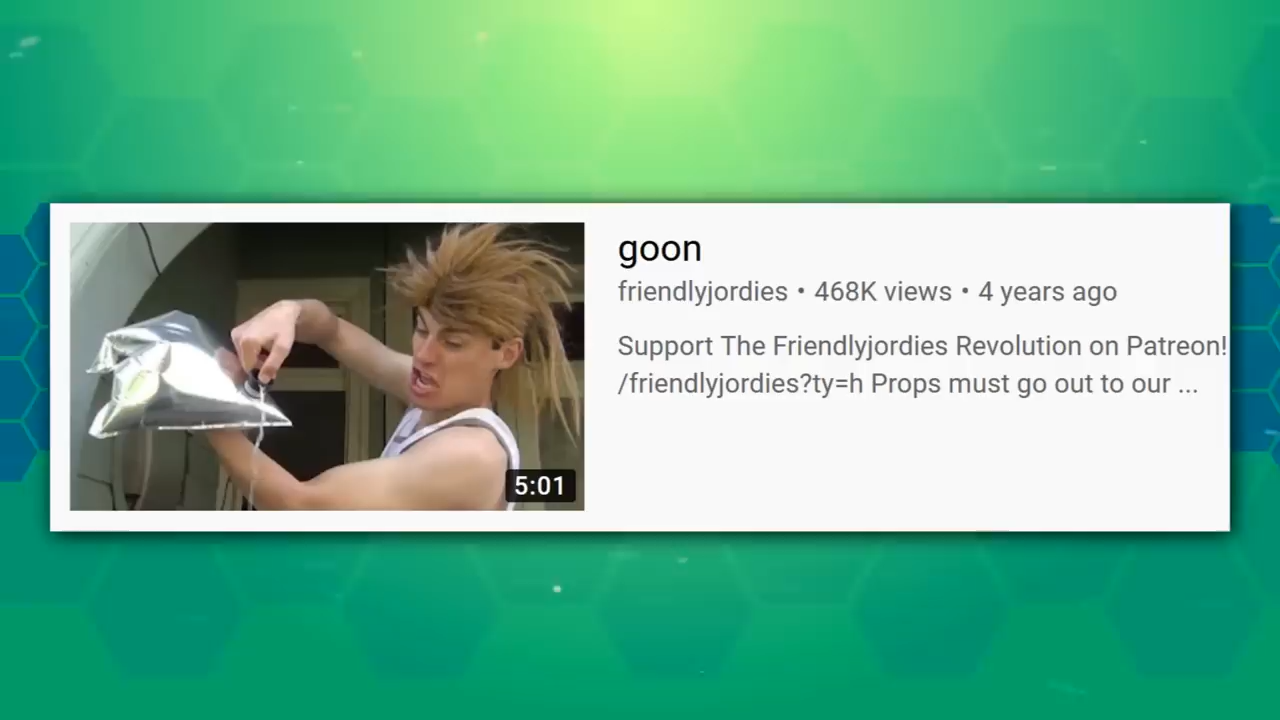 goon
friendlyjordies • 468K views • 4 years ago
Support The Friendlyjordies Revolution on Patreon!
/friendlyjordies?ty=h Props must go out to our ...
5:01